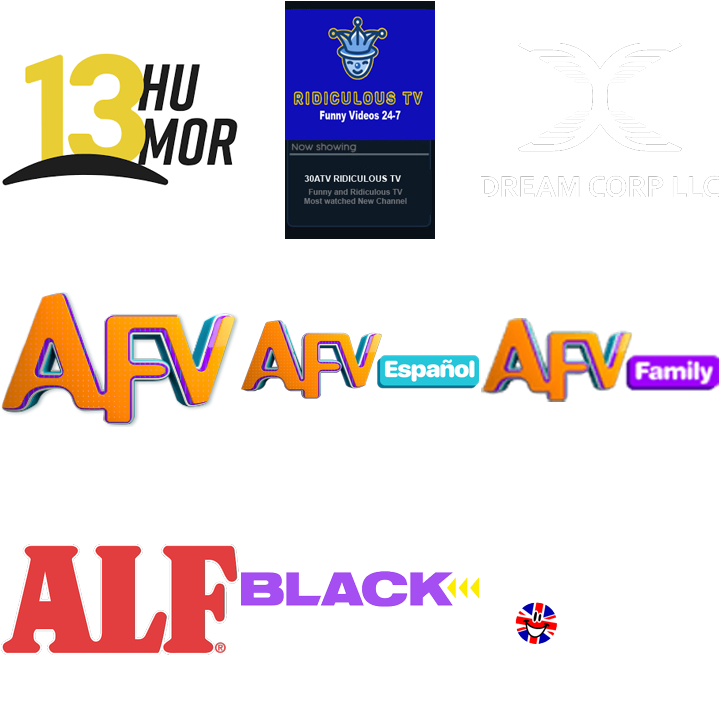 13 HU
MOR
RIDICULOUS TV
Funny Videos 24-7
Now showing
30ATV RIDICULOUS TV
Funny and Ridiculous TV
Most watched New Channel
DREAM CORP LLC
AFV
AFV Español
AFV Family
ALF®
BLACK